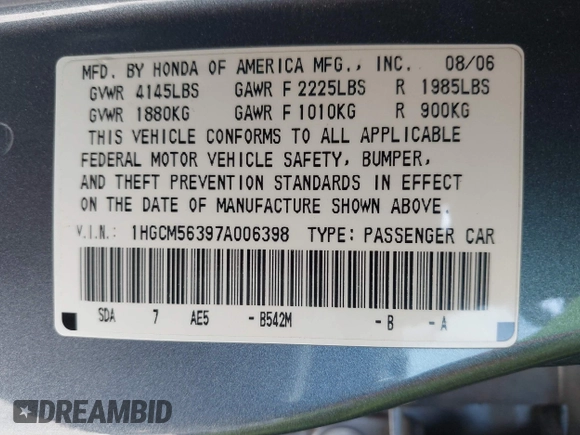 MFD. BY HONDA OF AMERICA MFG., INC. 08/06
GVWR 4145LBS GAWR F 2225LBS R 1985LBS
GVWR 1880KG GAWR F 1010KG R 900KG
THIS VEHICLE CONFORMS TO ALL APPLICABLE
FEDERAL MOTOR VEHICLE SAFETY, BUMPER,
AND THEFT PREVENTION STANDARDS IN EFFECT
ON THE DATE OF MANUFACTURE SHOWN ABOVE.
V.I.N.: 1HGCM56397A006398 TYPE: PASSENGER CAR
SDA 7 AE5 - B542M - B - A
DREAMBID